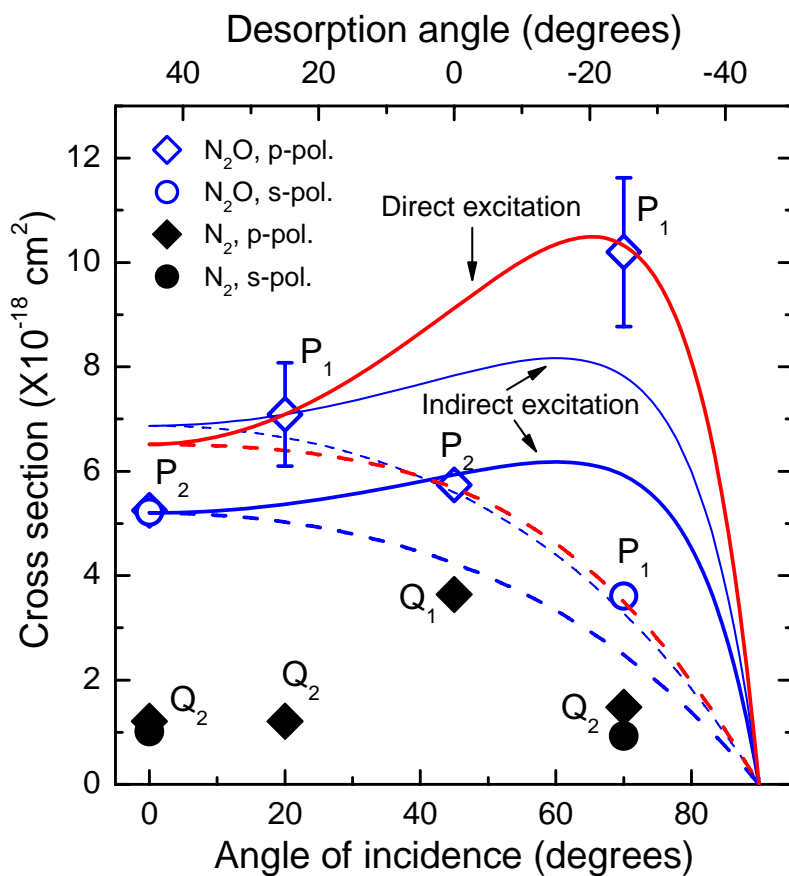 Desorption angle (degrees)
40 20 0 -20 -40
N₂O, p-pol.
N₂O, s-pol.
N₂, p-pol.
N₂, s-pol.
Direct excitation
P₁
P₁
Indirect excitation
P₂
P₂
P₁
Q₁
Q₂
Q₂
Q₂
12
10
8
6
4
2
0
Cross section (X10⁻¹⁸ cm²)
0 20 40 60 80
Angle of incidence (degrees)